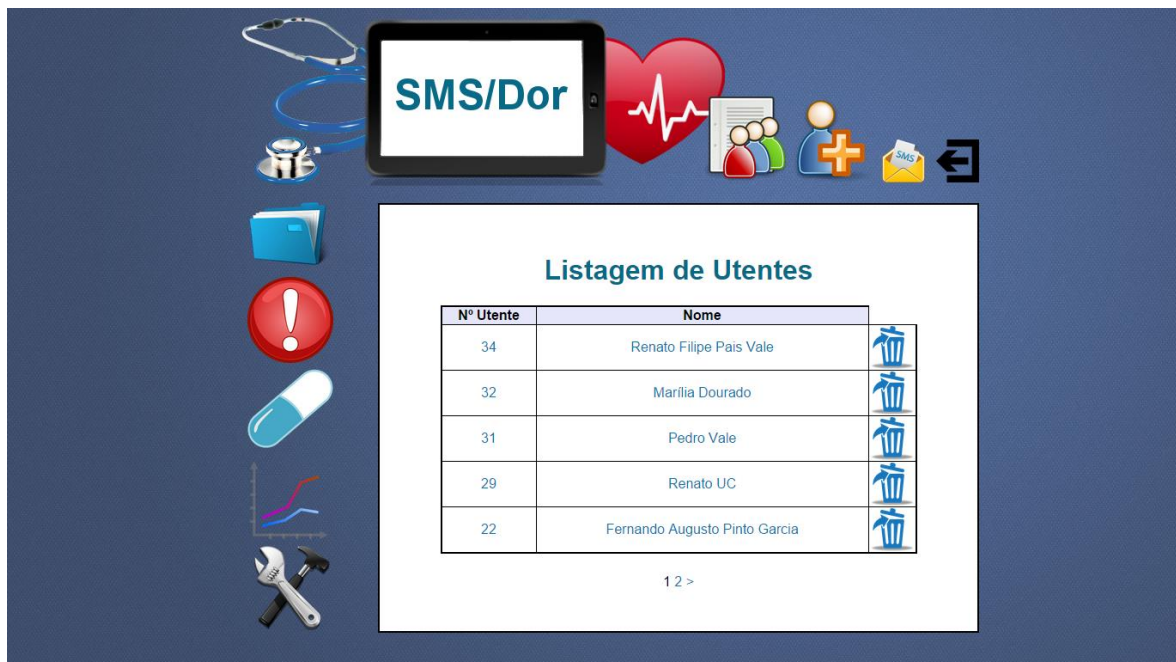 SMS/Dor
SMS
Listagem de Utentes
Nº Utente Nome
34 Renato Filipe Pais Vale
32 Marília Dourado
31 Pedro Vale
29 Renato UC
22 Fernando Augusto Pinto Garcia
1 2 >